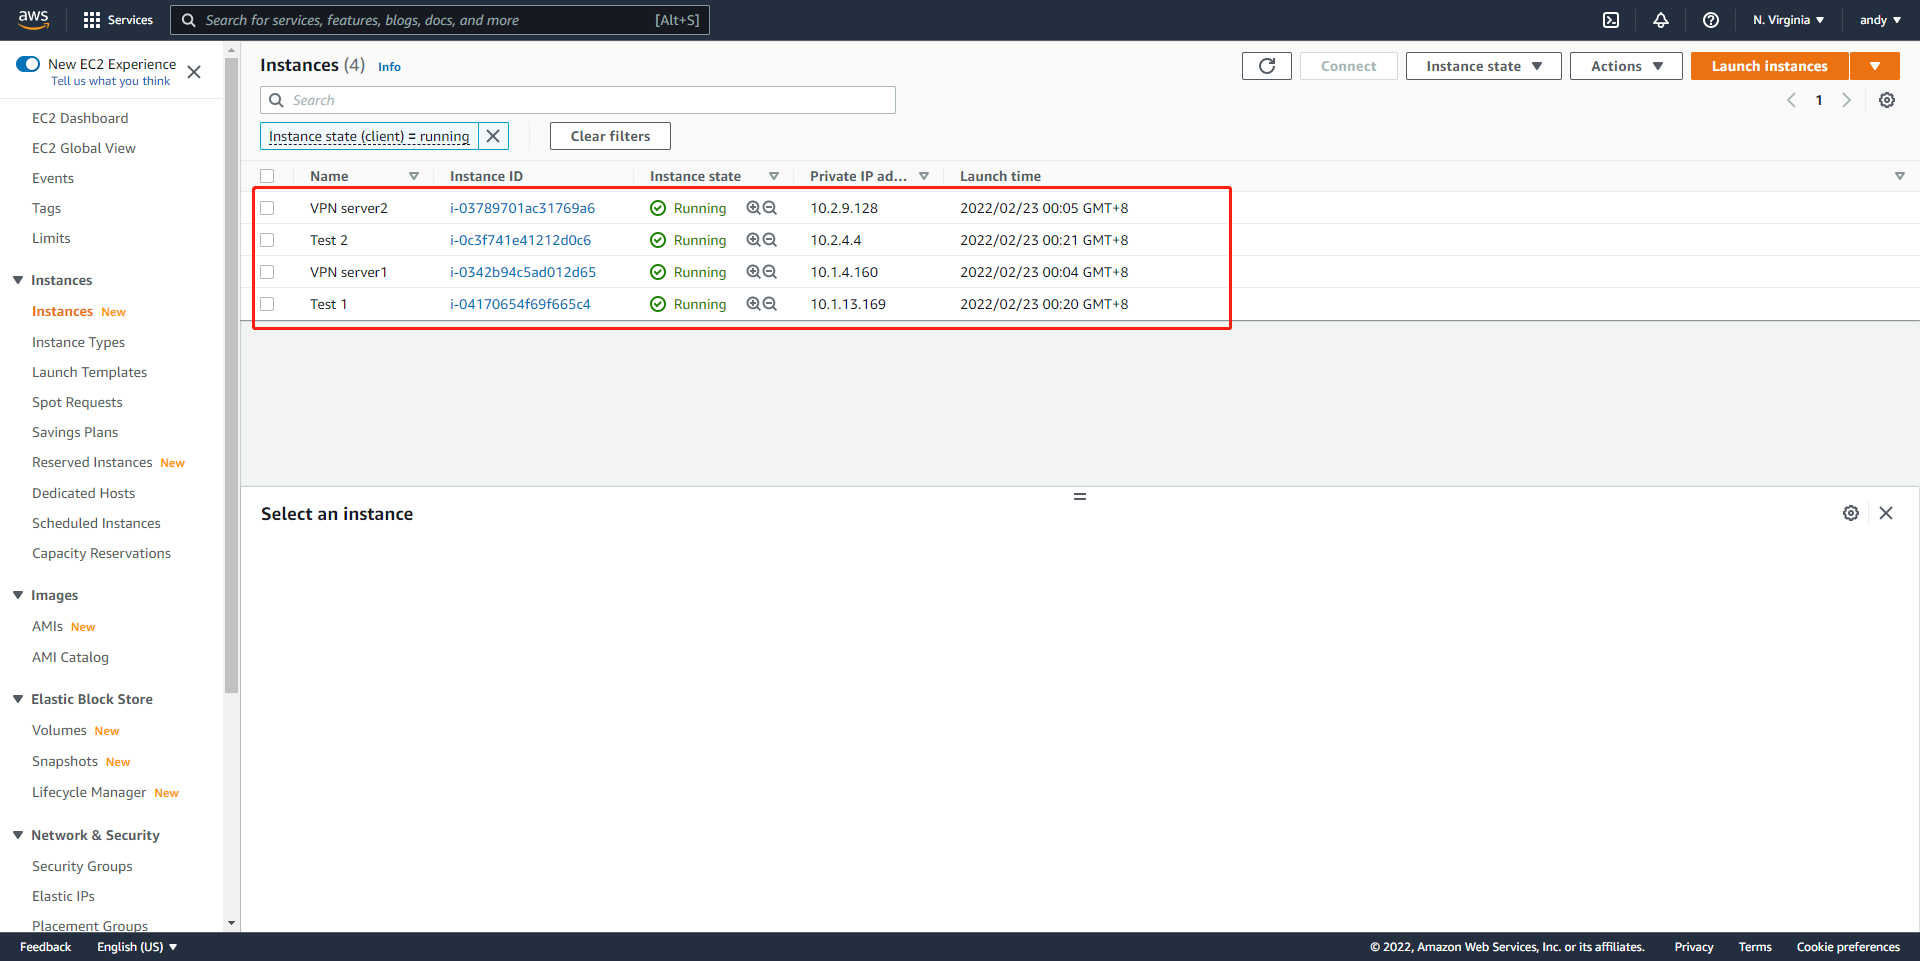 aws Services Search for services, features, blogs, docs, and more [Alt+S] N. Virginia andy
New EC2 Experience
Tell us what you think
EC2 Dashboard
EC2 Global View
Events
Tags
Limits
Instances
Instances New
Instance Types
Launch Templates
Spot Requests
Savings Plans
Reserved Instances New
Dedicated Hosts
Scheduled Instances
Capacity Reservations
Images
AMIs New
AMI Catalog
Elastic Block Store
Volumes New
Snapshots New
Lifecycle Manager New
Network & Security
Security Groups
Elastic IPs
Placement Groups
Instances (4) Info Connect Instance state Actions Launch instances
Search 1
Instance state (client) = running Clear filters
Name Instance ID Instance state Private IP ad... Launch time
VPN server2 i-03789701ac31769a6 Running 10.2.9.128 2022/02/23 00:05 GMT+8
Test 2 i-0c3f741e41212d0c6 Running 10.2.4.4 2022/02/23 00:21 GMT+8
VPN server1 i-0342b94c5ad012d65 Running 10.1.4.160 2022/02/23 00:04 GMT+8
Test 1 i-04170654f69f665c4 Running 10.1.13.169 2022/02/23 00:20 GMT+8
Select an instance
Feedback English (US) © 2022, Amazon Web Services, Inc. or its affiliates. Privacy Terms Cookie preferences